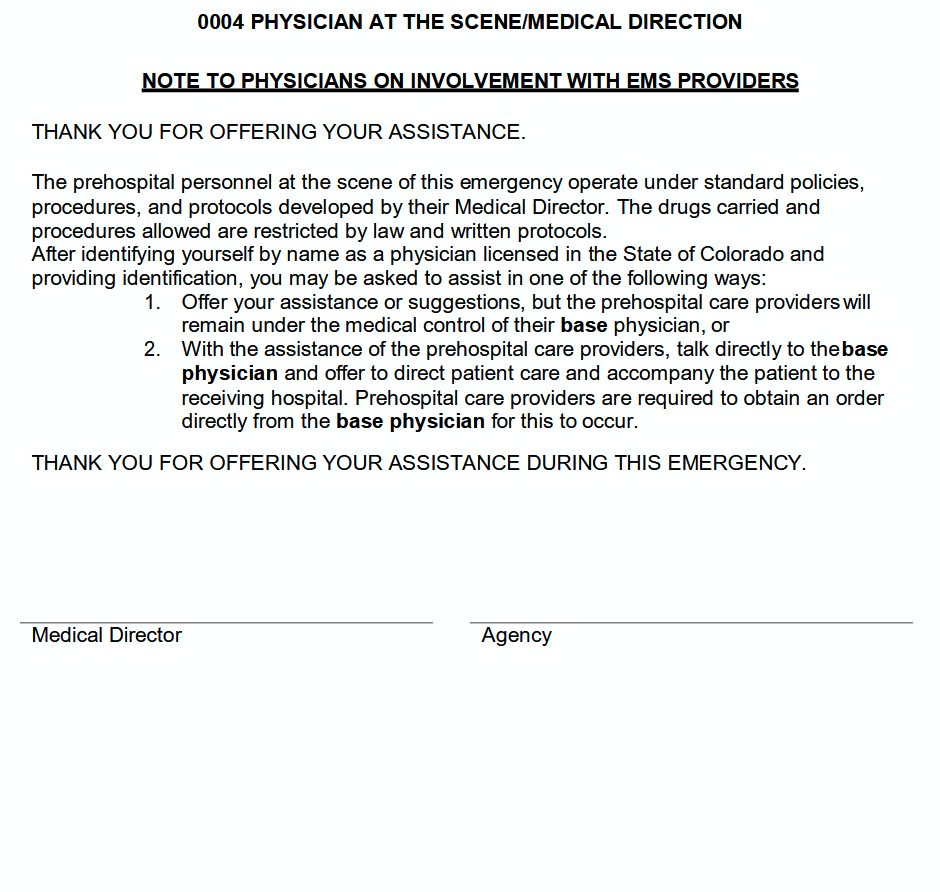 0004 PHYSICIAN AT THE SCENE/MEDICAL DIRECTION
NOTE TO PHYSICIANS ON INVOLVEMENT WITH EMS PROVIDERS
THANK YOU FOR OFFERING YOUR ASSISTANCE.
The prehospital personnel at the scene of this emergency operate under standard policies,
procedures, and protocols developed by their Medical Director. The drugs carried and
procedures allowed are restricted by law and written protocols.
After identifying yourself by name as a physician licensed in the State of Colorado and
providing identification, you may be asked to assist in one of the following ways:
1. Offer your assistance or suggestions, but the prehospital care providers will
remain under the medical control of their base physician, or
2. With the assistance of the prehospital care providers, talk directly to the base
physician and offer to direct patient care and accompany the patient to the
receiving hospital. Prehospital care providers are required to obtain an order
directly from the base physician for this to occur.
THANK YOU FOR OFFERING YOUR ASSISTANCE DURING THIS EMERGENCY.
Medical Director Agency